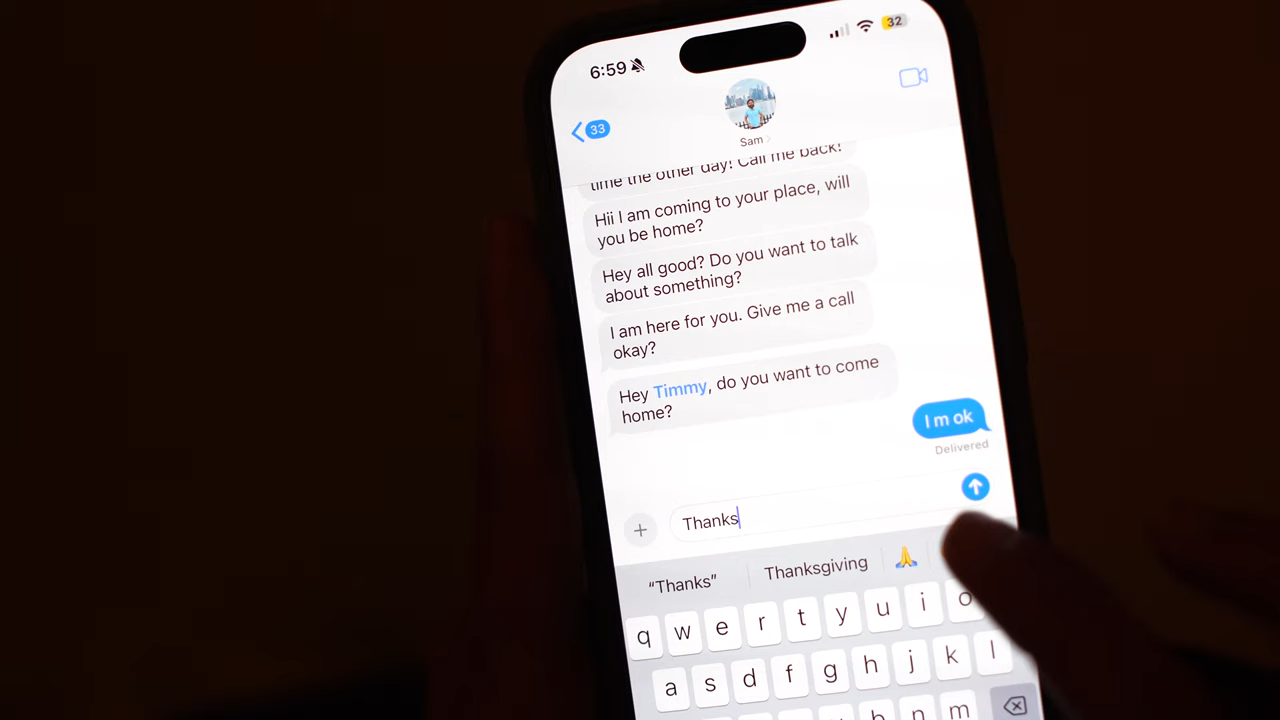 6:59
32
33
Sam
time the other day! Call me back!
Hii I am coming to your place, will
you be home?
Hey all good? Do you want to talk
about something?
I am here for you. Give me a call
okay?
Hey Timmy, do you want to come
home?
I m ok
Delivered
Thanks
“Thanks” Thanksgiving 🙏
q w e r t y u i o
a s d f g h j k l
b n m